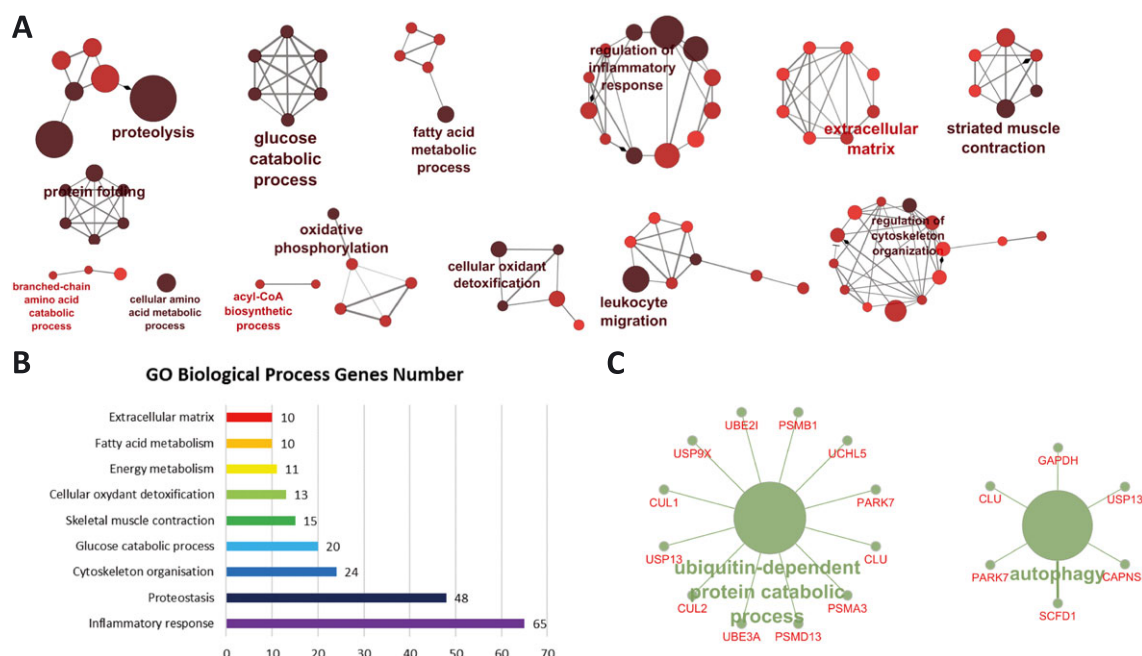 A
proteolysis
glucose
catabolic
process
fatty acid
metabolic
process
regulation of
inflammatory
response
extracellular
matrix
striated muscle
contraction
protein folding
oxidative
phosphorylation
cellular oxidant
detoxification
leukocyte
migration
regulation of
cytoskeleton
organization
branched-chain
amino acid
catabolic
process
cellular amino
acid metabolic
process
acyl-CoA
biosynthetic
process
B
GO Biological Process Genes Number
Extracellular matrix 10
Fatty acid metabolism 10
Energy metabolism 11
Cellular oxydant detoxification 13
Skeletal muscle contraction 15
Glucose catabolic process 20
Cytoskeleton organisation 24
Proteostasis 48
Inflammatory response 65
0 10 20 30 40 50 60 70
C
UBE2I
PSMB1
USP9X
UCHL5
CUL1
PARK7
USP13
CLU
ubiquitin-dependent
protein catabolic
process
CUL2
PSMA3
UBE3A
PSMD13
GAPDH
CLU
USP13
PARK7
autophagy
CAPNS
SCFD1